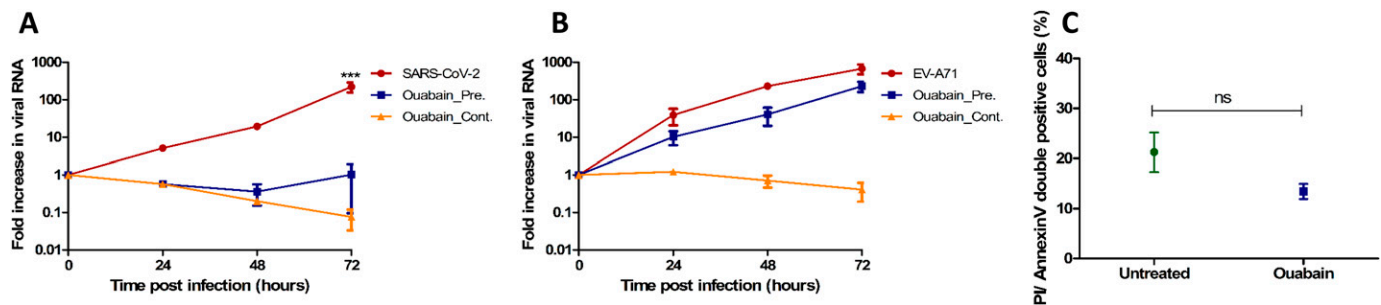 A
Fold increase in viral RNA
1000
100
10
1
0.1
0.01
0
24
48
72
Time post infection (hours)
***
SARS-CoV-2
Ouabain_Pre.
Ouabain_Cont.
B
Fold increase in viral RNA
1000
100
10
1
0.1
0.01
0
24
48
72
Time post infection (hours)
EV-A71
Ouabain_Pre.
Ouabain_Cont.
C
PI/ AnnexinV double positive cells (%)
40
30
20
10
0
ns
Untreated
Ouabain